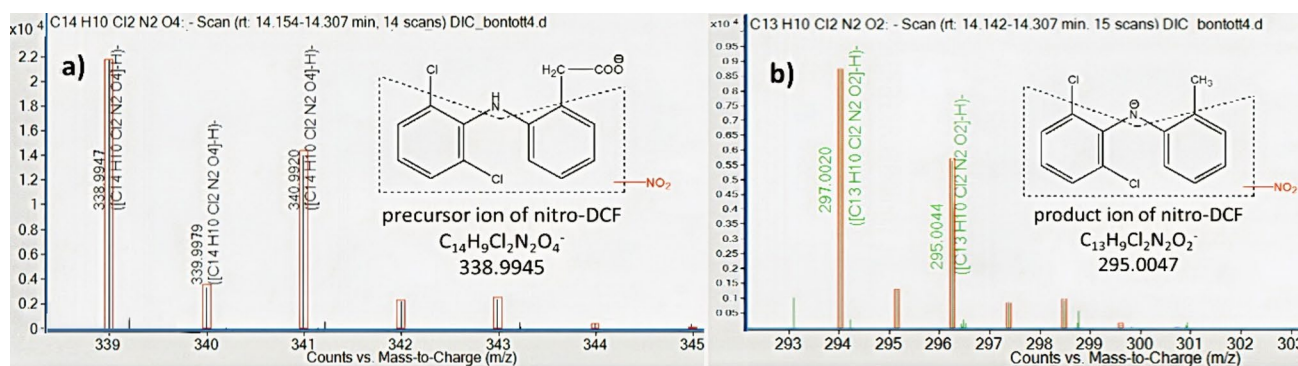 C14 H10 Cl2 N2 O4: - Scan (rt: 14.154-14.307 min, 14 scans) DIC_bontott4.d
x10 4
2.2
2
1.8
1.6
1.4
1.2
1
0.8
0.6
0.4
0.2
0
a)
338.9947
([C14 H10 Cl2 N2 O4]-H)-
339.9979
([C14 H10 Cl2 N2 O4]-H)-
340.9920
([C14 H10 Cl2 N2 O4]-H)-
Cl
H
N
H₂C
COO⊖
Cl
NO₂
precursor ion of nitro-DCF
C₁₄H₉Cl₂N₂O₄⁻
338.9945
339 340 341 342 343 344 345
Counts vs. Mass-to-Charge (m/z)
C13 H10 Cl2 N2 O2: - Scan (rt: 14.142-14.307 min. 15 scans) DIC_bontott4.d
x10 4
0.95
0.9
0.85
0.8
0.75
0.7
0.65
0.6
0.55
0.5
0.45
0.4
0.35
0.3
0.25
0.2
0.15
0.1
b)
297.0020
([C13 H10 Cl2 N2 O2]-H)-
295.0044
([C13 H10 Cl2 N2 O2]-H)-
Cl
⊖
N
CH₃
Cl
NO₂
product ion of nitro-DCF
C₁₃H₉Cl₂N₂O₂⁻
295.0047
293 294 295 296 297 298 299 300 301 302 303
Counts vs. Mass-to-Charge (m/z)